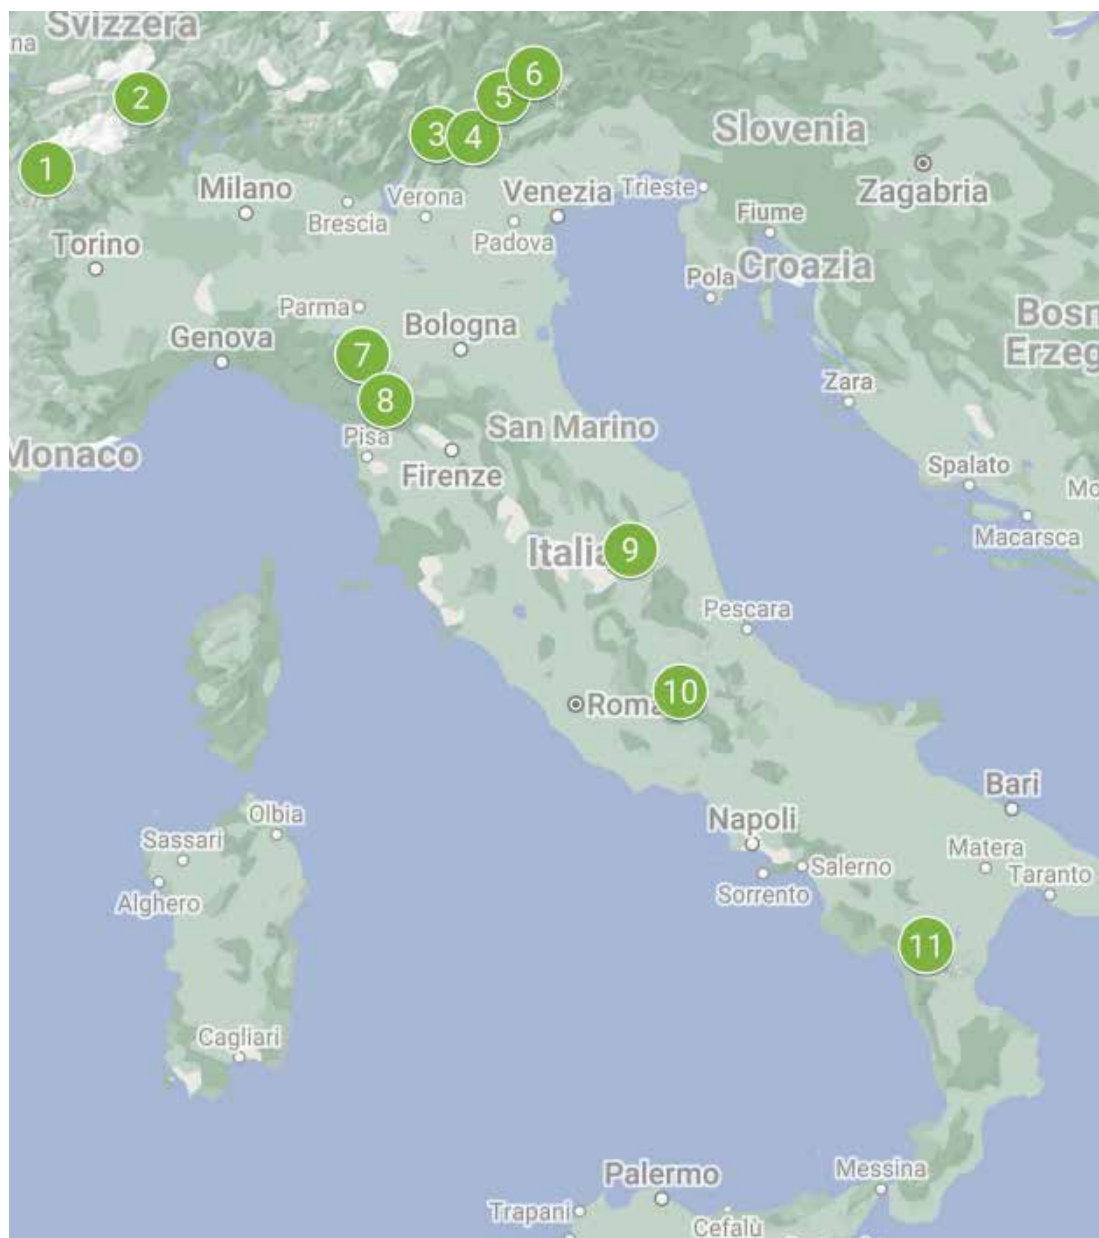 Svizzera
na
6
2
5
3
4
Slovenia
1
Milano
Verona
Venezia
Trieste
Zagabria
Brescia
Padova
Fiume
Torino
Pola
Croazia
Parma
Bologna
Bosn
Genova
7
Erzeg
Zara
8
Pisa
San Marino
Monaco
Firenze
Spalato
Mo
Macarsca
Italia
9
Pescara
10
Roma
Bari
Olbia
Napoli
Sassari
Matera
Salerno
Taranto
Alghero
Sorrento
11
Cagliari
Messina
Palermo
Trapani
Cefalù